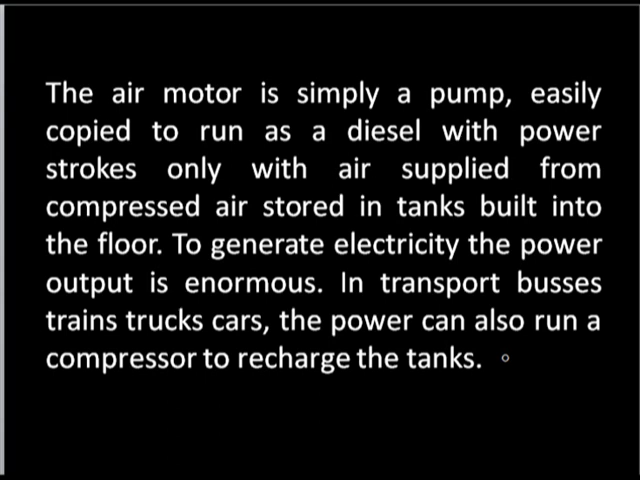 The air motor is simply a pump, easily
copied to run as a diesel with power
strokes only with air supplied from
compressed air stored in tanks built into
the floor. To generate electricity the power
output is enormous. In transport busses
trains trucks cars, the power can also run a
compressor to recharge the tanks.